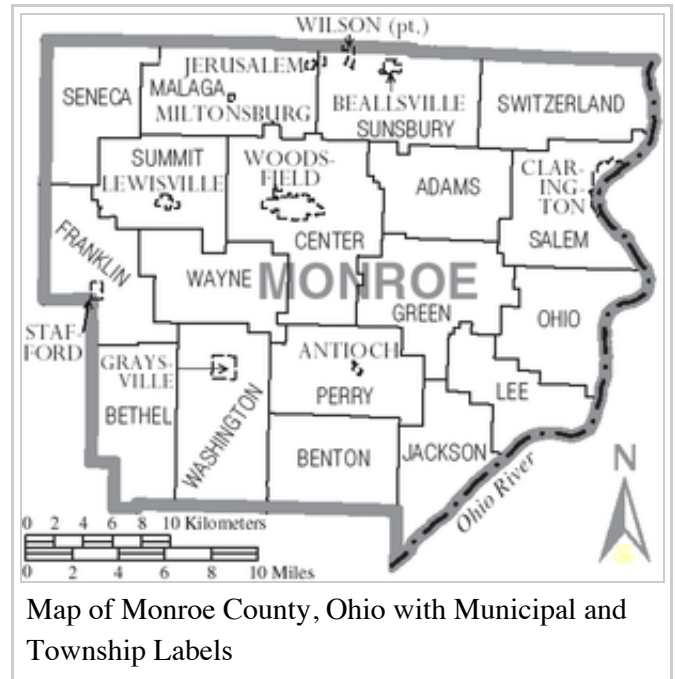 WILSON (pt.)
JERUSALEM
SENECA
MALAGA
MILTONSBURG
BEALLSVILLE
SUNSBURY
SWITZERLAND
SUMMIT
LEWISVILLE
WOODS-
FIELD
ADAMS
CLAR-
ING-
TON
SALEM
FRANKLIN
CENTER
WAYNE
MONROE
GREEN
OHIO
STAF-
FORD
GRAYS-
VILLE
ANTIOCH
PERRY
LEE
BETHEL
WASHINGTON
BENTON
JACKSON
Ohio River
N
0 2 4 6 8 10 Kilometers
0 2 4 6 8 10 Miles
Map of Monroe County, Ohio with Municipal and
Township Labels